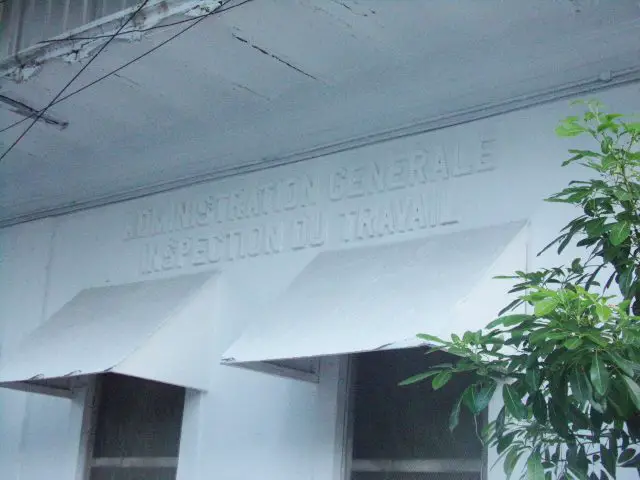 ADMINISTRATION GENERALE
INSPECTION DU TRAVAIL